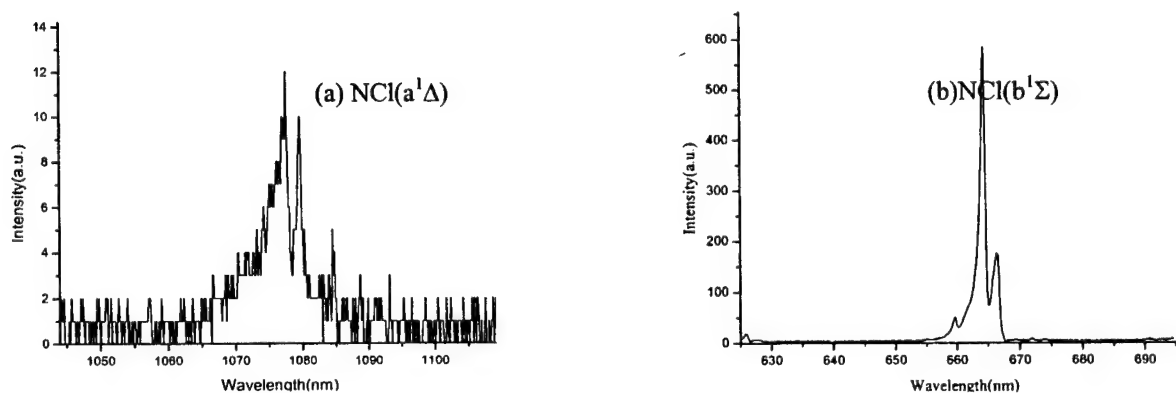 14
12
10
8
6
4
2
0
Intensity(a.u.)
(a) NCl(a¹Δ)
1050 1060 1070 1080 1090 1100
Wavelength(nm)
600
500
400
300
200
100
0
Intensity(a.u.)
(b)NCl(b¹Σ)
630 640 650 660 670 680 690
Wavelength(nm)